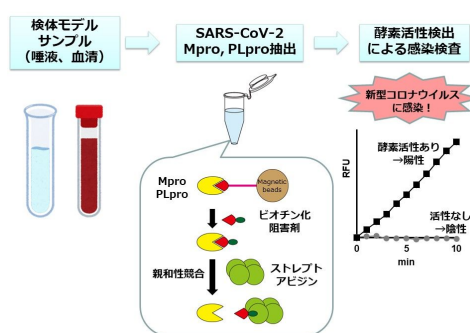 検体モデル
サンプル
（唾液、血清）
SARS-CoV-2
Mpro, PLpro抽出
酵素活性検出
による感染検査
新型コロナウイルス
に感染！
Mpro
PLpro
Magnetic
beads
ビオチン化
阻害剤
親和性競合
ストレプト
アビジン
RFU
酵素活性あり
→陽性
活性なし
→陰性
0
5
10
min